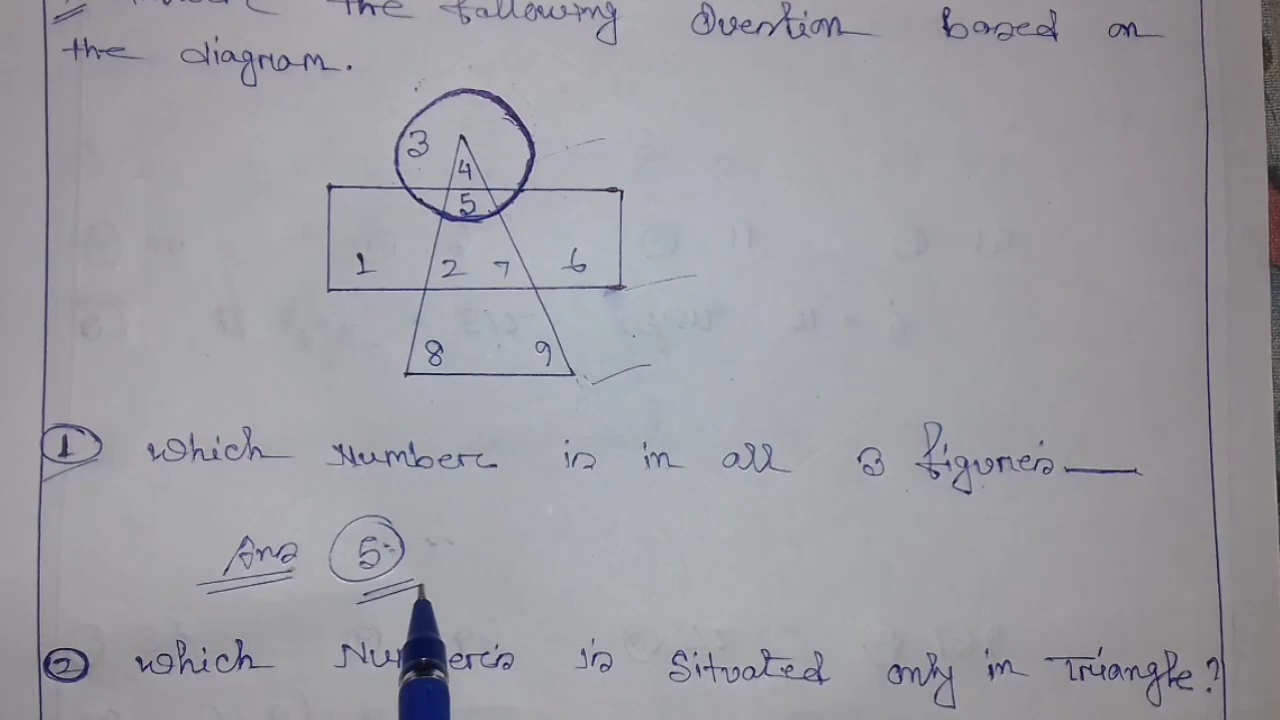 the following Question based on
the diagram.
3
4
5
1 2 7 6
8 9
1 which Number is in all 3 figures
Ans 5
2 which is situated only in Triangle?